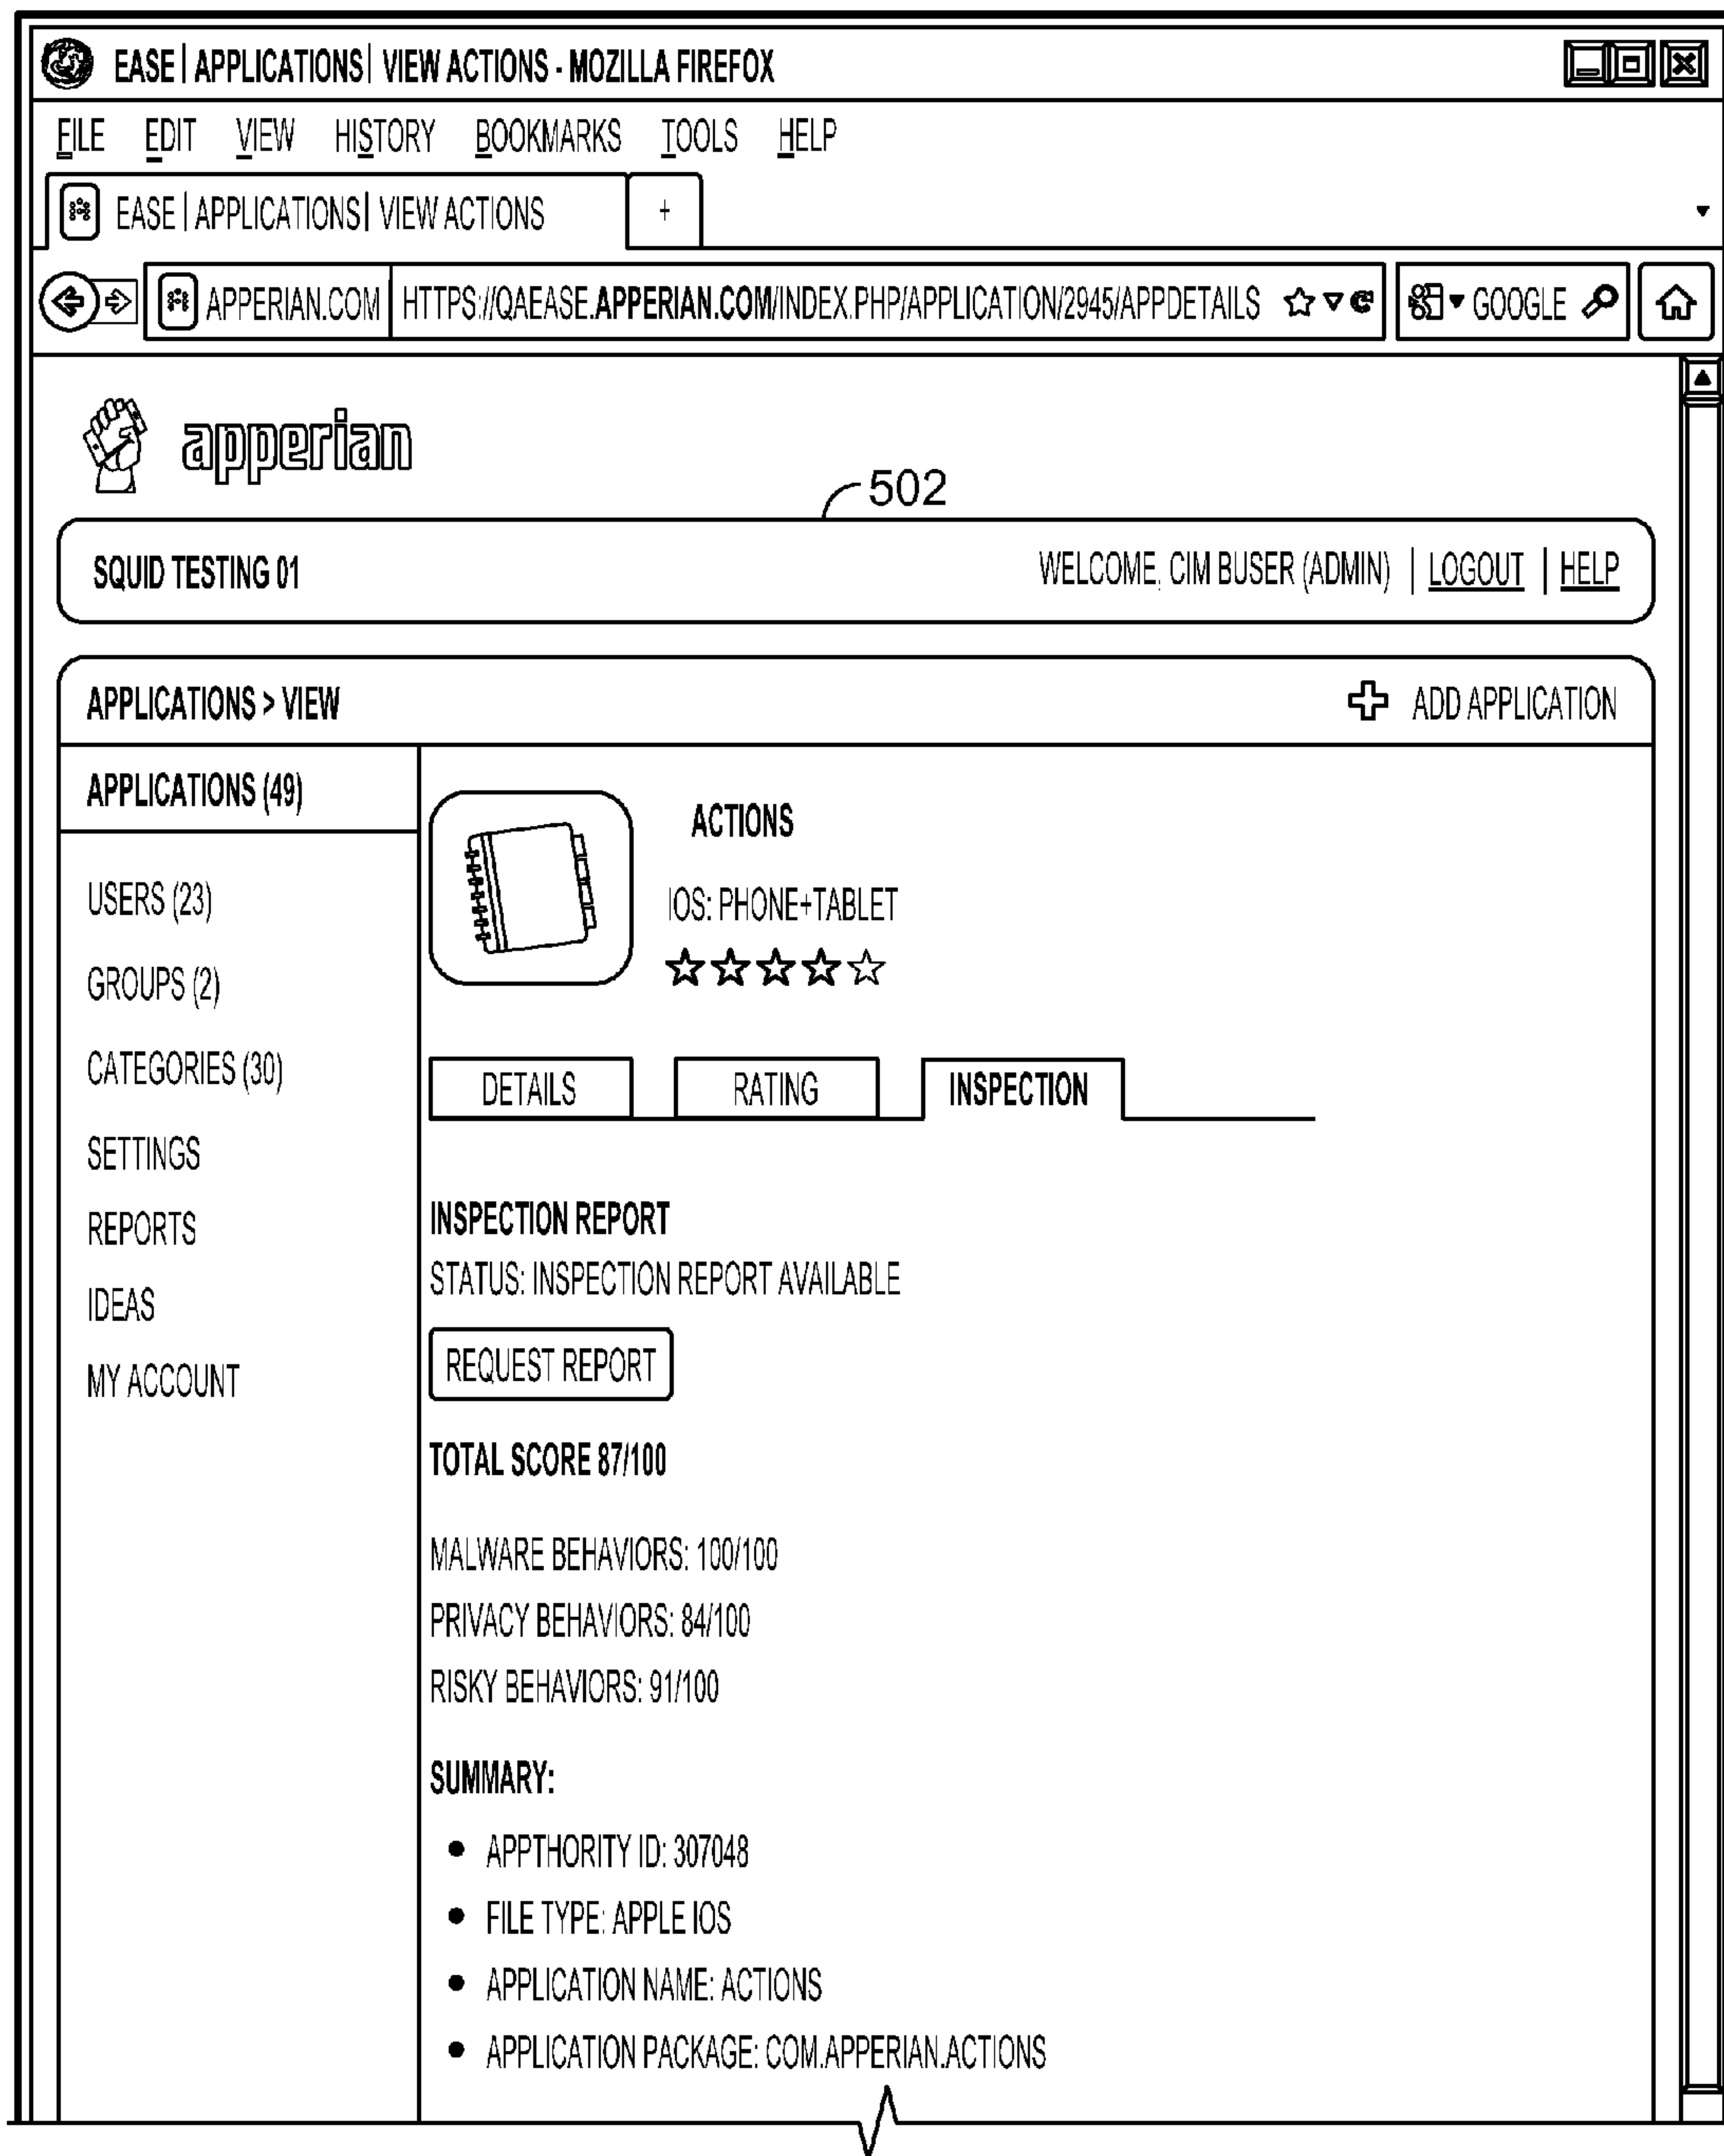 EASE | APPLICATIONS | VIEW ACTIONS - MOZILLA FIREFOX
FILE EDIT VIEW HISTORY BOOKMARKS TOOLS HELP
EASE | APPLICATIONS | VIEW ACTIONS +
APPERIAN.COM HTTPS://QAEASE.APPERIAN.COM/INDEX.PHP/APPLICATION/2945/APPDETAILS GOOGLE
apperian
502
SQUID TESTING 01 WELCOME, CIM BUSER (ADMIN) | LOGOUT | HELP
APPLICATIONS > VIEW ADD APPLICATION
APPLICATIONS (49)
USERS (23)
GROUPS (2)
CATEGORIES (30)
SETTINGS
REPORTS
IDEAS
MY ACCOUNT
ACTIONS
IOS: PHONE+TABLET
DETAILS RATING INSPECTION
INSPECTION REPORT
STATUS: INSPECTION REPORT AVAILABLE
REQUEST REPORT
TOTAL SCORE 87/100
MALWARE BEHAVIORS: 100/100
PRIVACY BEHAVIORS: 84/100
RISKY BEHAVIORS: 91/100
SUMMARY:
• APPTHORITY ID: 307048
• FILE TYPE: APPLE IOS
• APPLICATION NAME: ACTIONS
• APPLICATION PACKAGE: COM.APPERIAN.ACTIONS